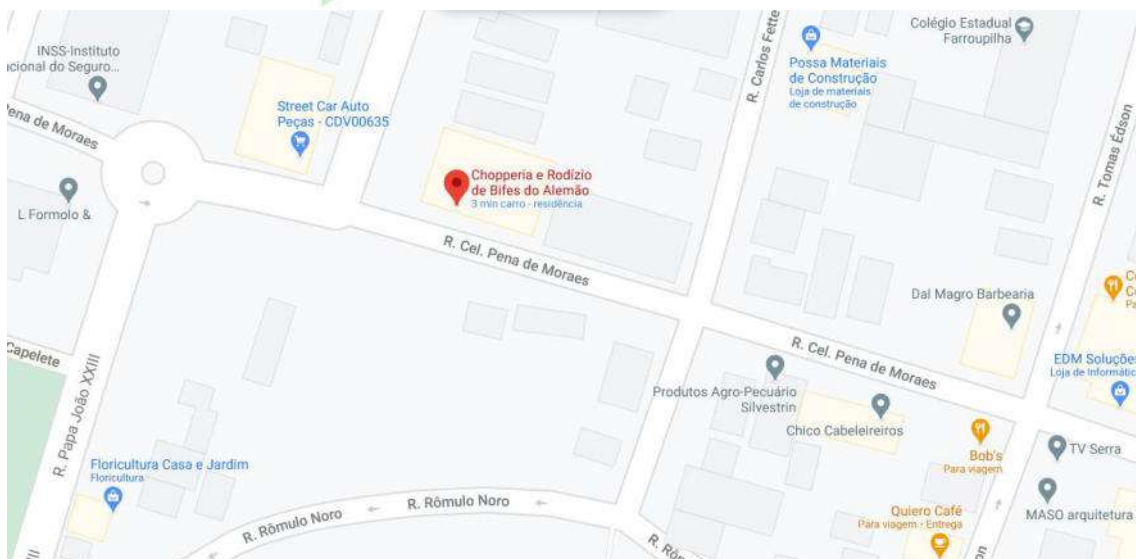 INSS-Instituto
cional do Seguro...
Pena de Moraes
L Formolo &
Street Car Auto
Peças - CDV00635
Chopperia e Rodízio
de Bifes do Alemão
3 min carro - residência
R. Carlos Fette
Possa Materiais
de Construção
Loja de materiais
de construção
Colégio Estadual
Farroupilha
R. Tomas Édson
R. Cel. Pena de Moraes
Dal Magro Barbearia
Capelete
R. Papa João XXIII
R. Cel. Pena de Moraes
EDM Soluções
Loja de Informátic
Produtos Agro-Pecuário
Silvestrin
Chico Cabeleireiros
Bob's
Para viagem
TV Serra
Floricultura Casa e Jardim
Floricultura
R. Rômulo Noro
R. Rômulo Noro
Quiero Café
Para viagem - Entrega
MASO arquitetura